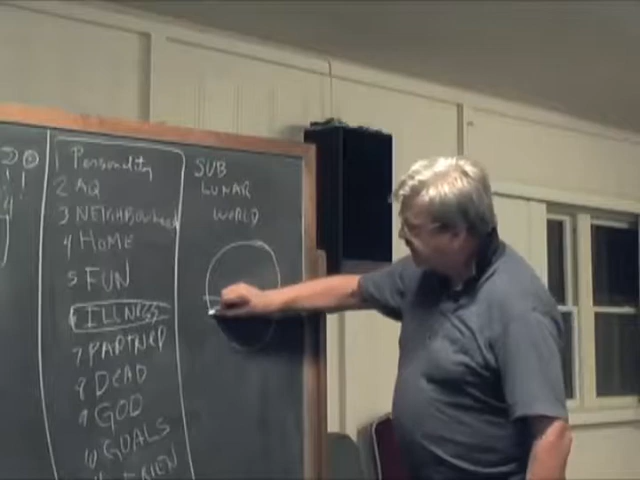 1 Personality
2 AQ
3 NEIGHBOURHOOD
4 HOME
5 FUN
ILLNESS
7 PARTNER
8 DEAD
9 GOD
10 GOALS
SUB
LUNAR
WORLD